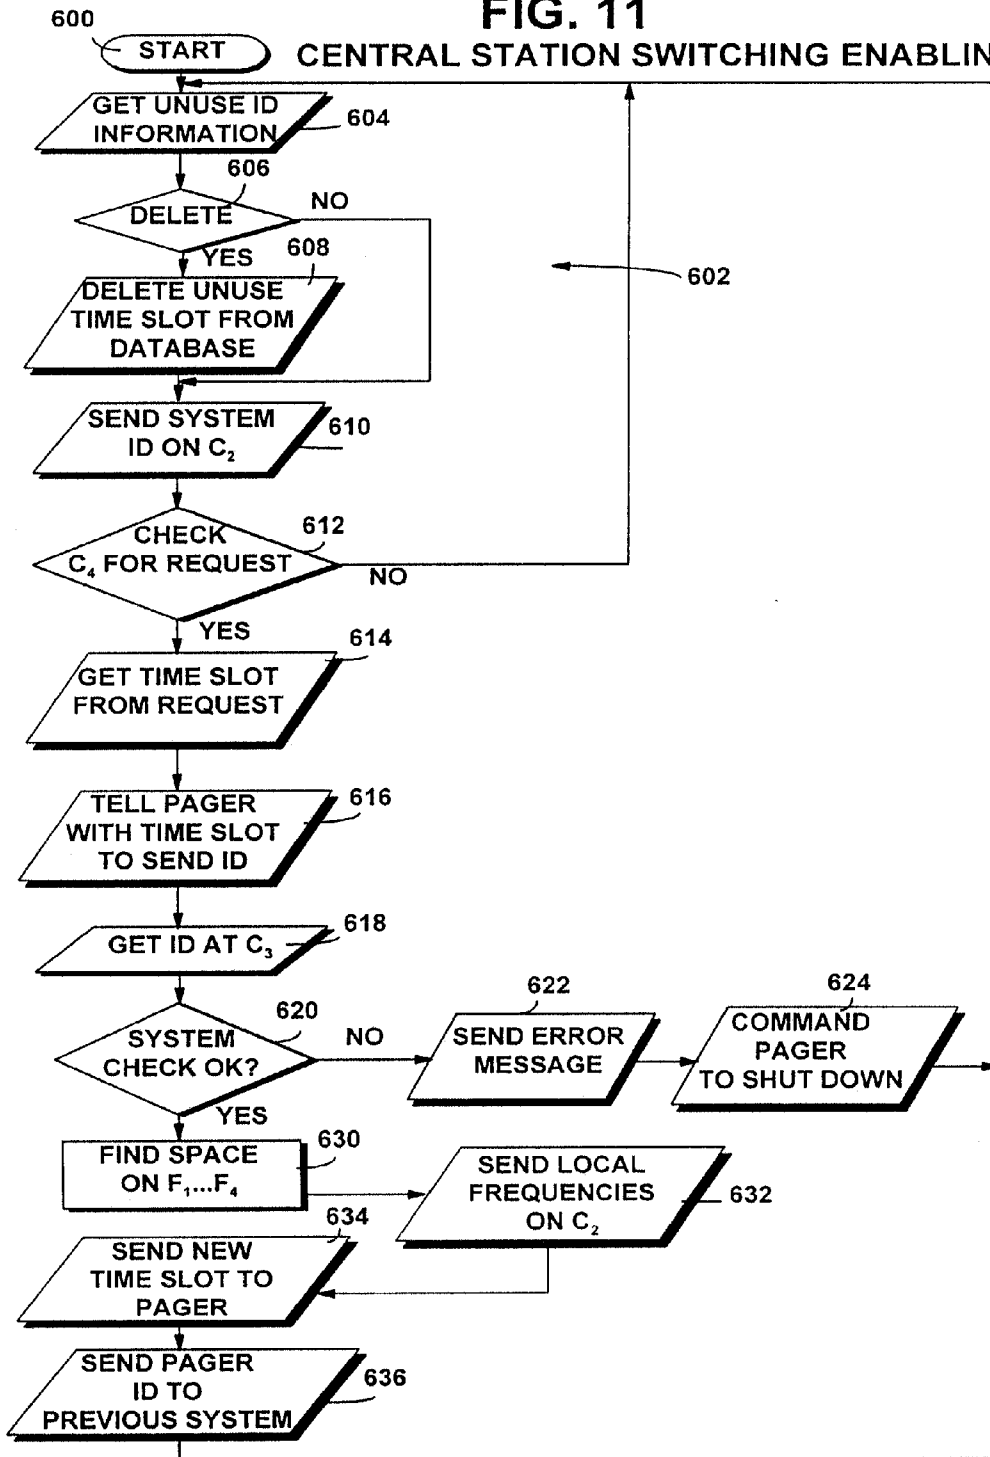 FIG. 11
600
START
CENTRAL STATION SWITCHING ENABLIN
GET UNUSE ID
INFORMATION
604
606
DELETE
NO
YES
608
602
DELETE UNUSE
TIME SLOT FROM
DATABASE
SEND SYSTEM
ID ON C₂
610
612
CHECK
C₄ FOR REQUEST
NO
YES
614
GET TIME SLOT
FROM REQUEST
616
TELL PAGER
WITH TIME SLOT
TO SEND ID
618
GET ID AT C₃
620
SYSTEM
CHECK OK?
NO
YES
622
SEND ERROR
MESSAGE
624
COMMAND
PAGER
TO SHUT DOWN
FIND SPACE
ON F₁...F₄
630
SEND LOCAL
FREQUENCIES
ON C₂
632
634
SEND NEW
TIME SLOT TO
PAGER
SEND PAGER
ID TO
PREVIOUS SYSTEM
636